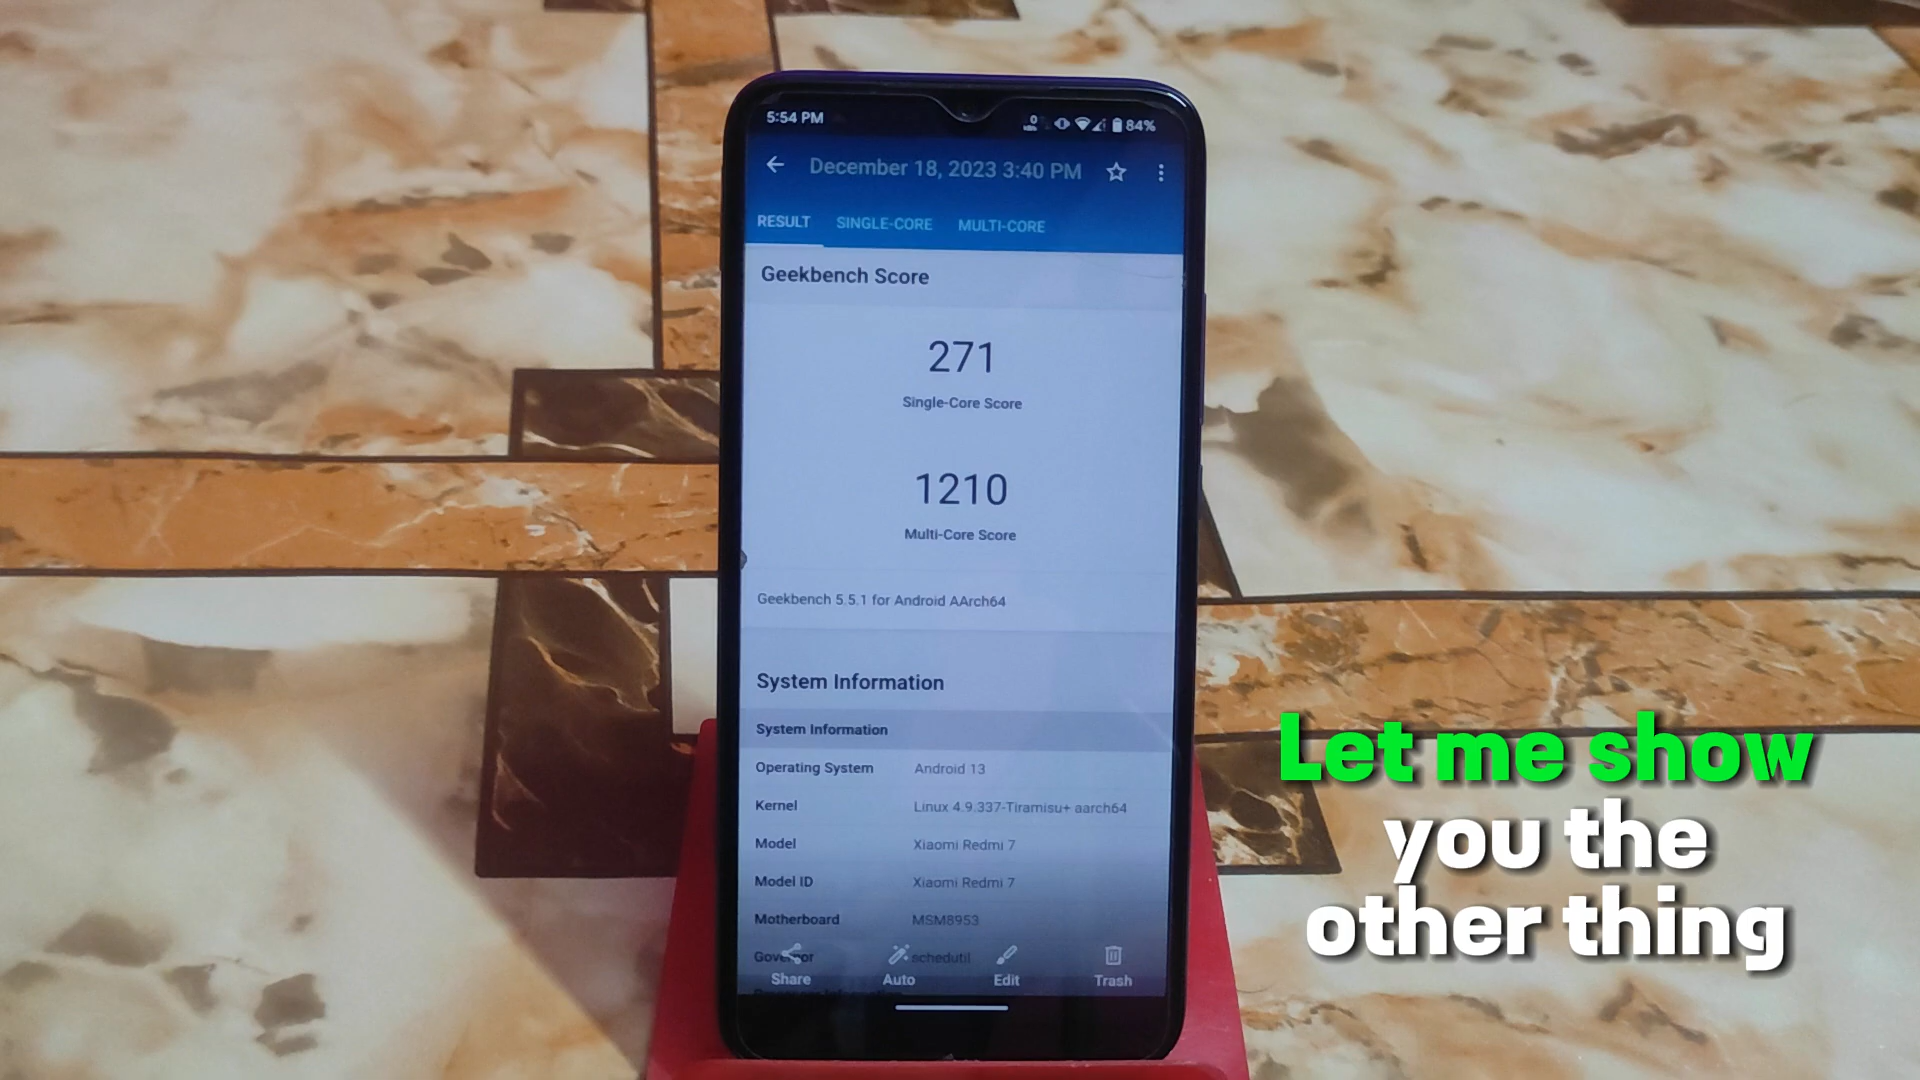 5:54 PM
84%
December 18, 2023 3:40 PM
RESULT SINGLE-CORE MULTI-CORE
Geekbench Score
271
Single-Core Score
1210
Multi-Core Score
Geekbench 5.5.1 for Android AArch64
System Information
System Information
Operating System Android 13
Kernel Linux 4.9.337-Tiramisu+ aarch64
Model Xiaomi Redmi 7
Model ID Xiaomi Redmi 7
Motherboard MSM8953
Governor schedutil
Share Auto Edit Trash
Let me show
you the
other thing